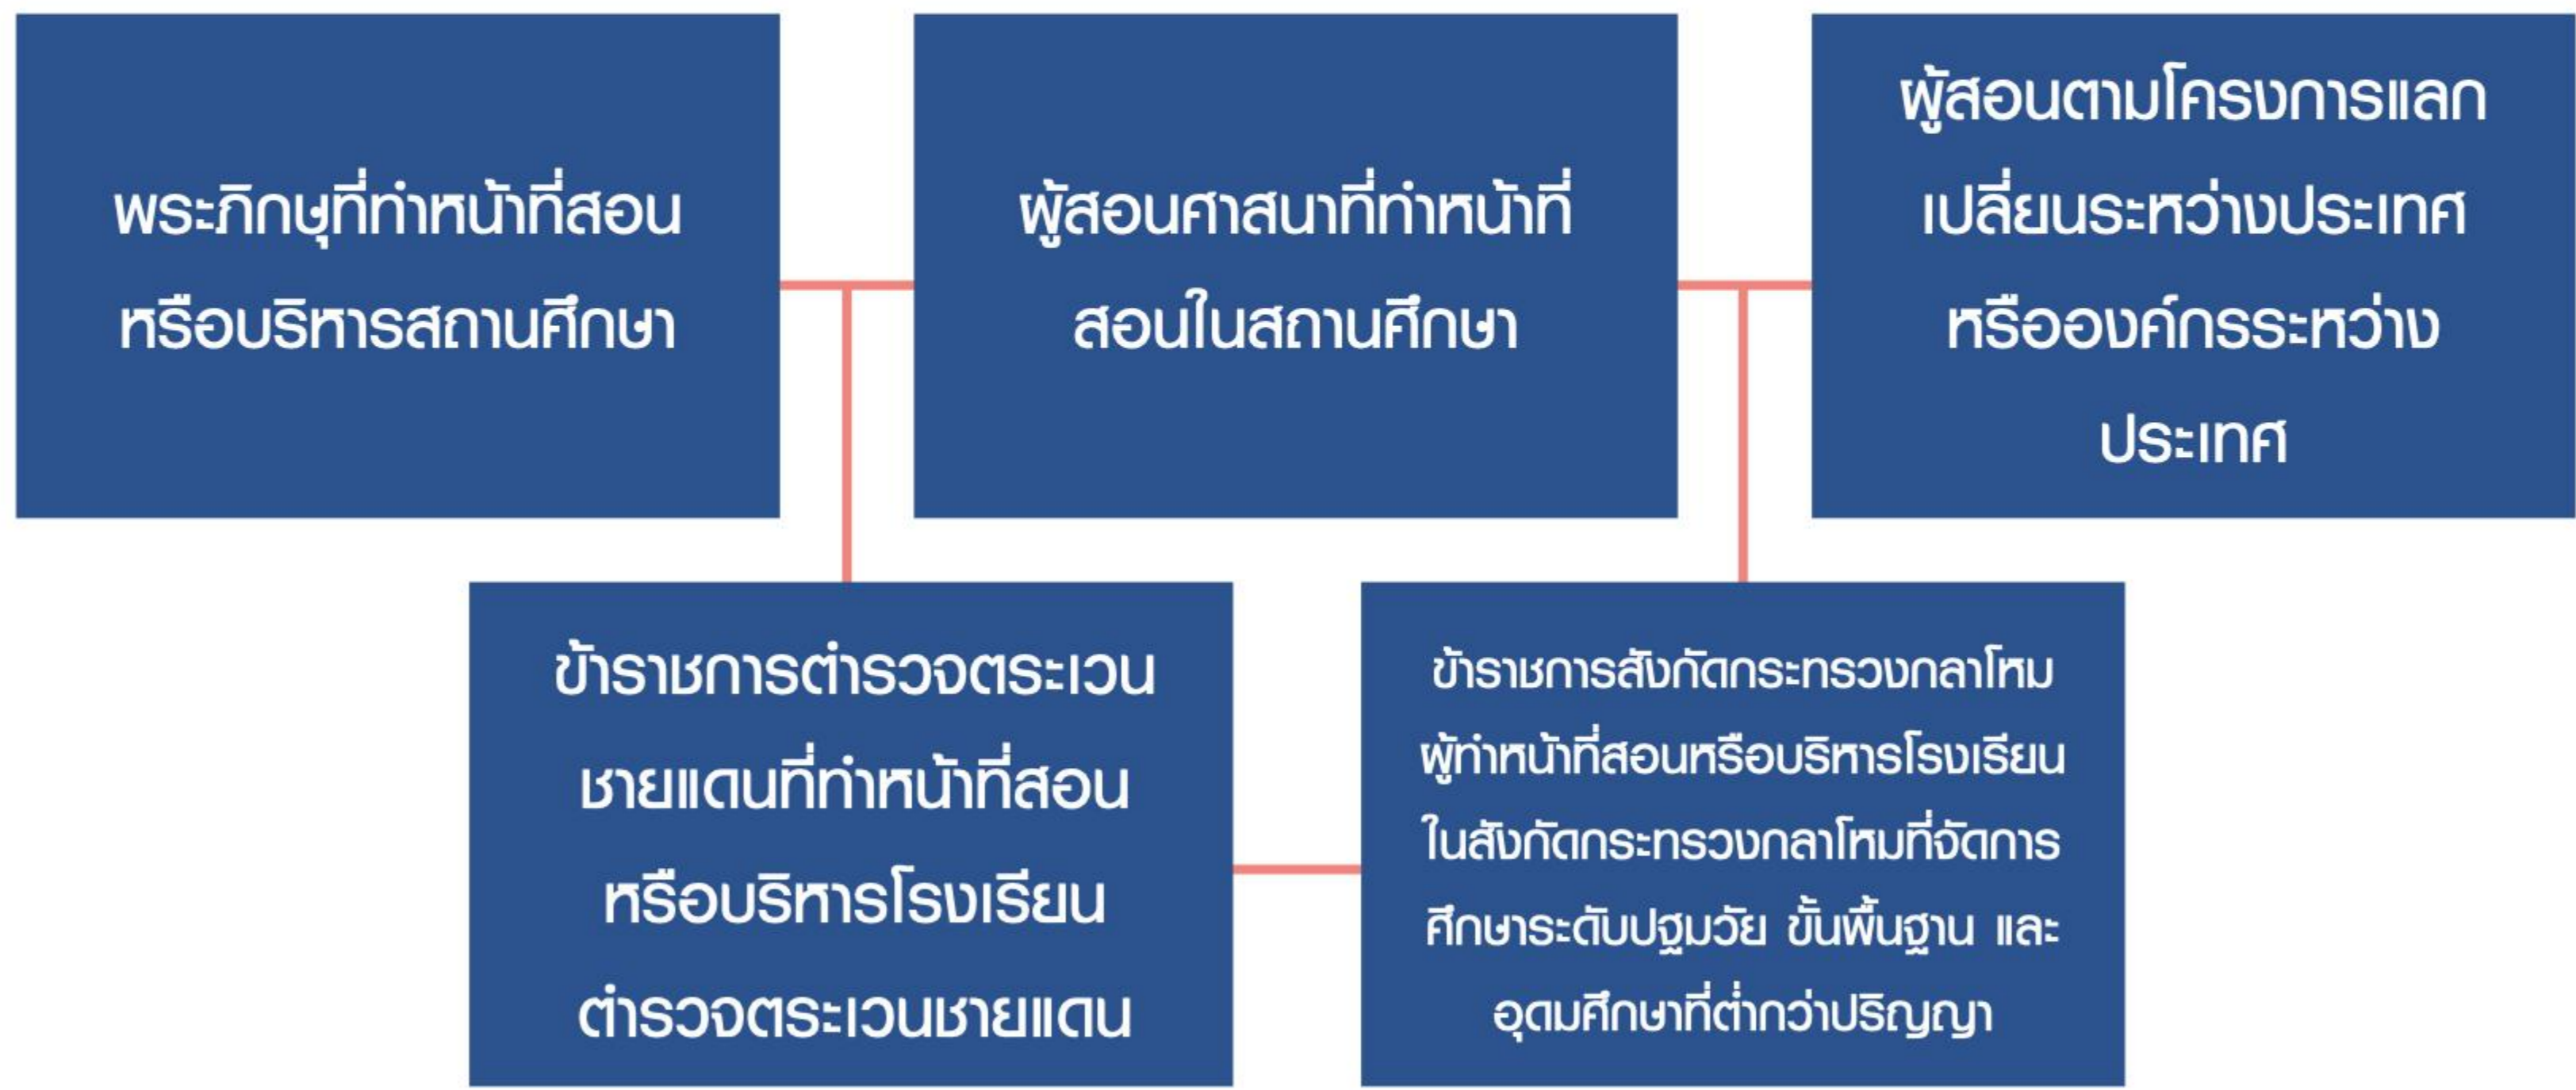 พระภิกษุที่ทำหน้าที่สอน
หรือบริหารสถานศึกษา
ผู้สอนศาสนาที่ทำหน้าที่
สอนในสถานศึกษา
ผู้สอนตามโครงการแลก
เปลี่ยนระหว่างประเทศ
หรือองค์กรระหว่าง
ประเทศ
ข้าราชการตำรวจตระเวน
ชายแดนที่ทำหน้าที่สอน
หรือบริหารโรงเรียน
ตำรวจตระเวนชายแดน
ข้าราชการสังกัดกระทรวงกลาโหม
ผู้ทำหน้าที่สอนหรือบริหารโรงเรียน
ในสังกัดกระทรวงกลาโหมที่จัดการ
ศึกษาระดับปฐมวัย ขั้นพื้นฐาน และ
อุดมศึกษาที่ต่ำกว่าปริญญา